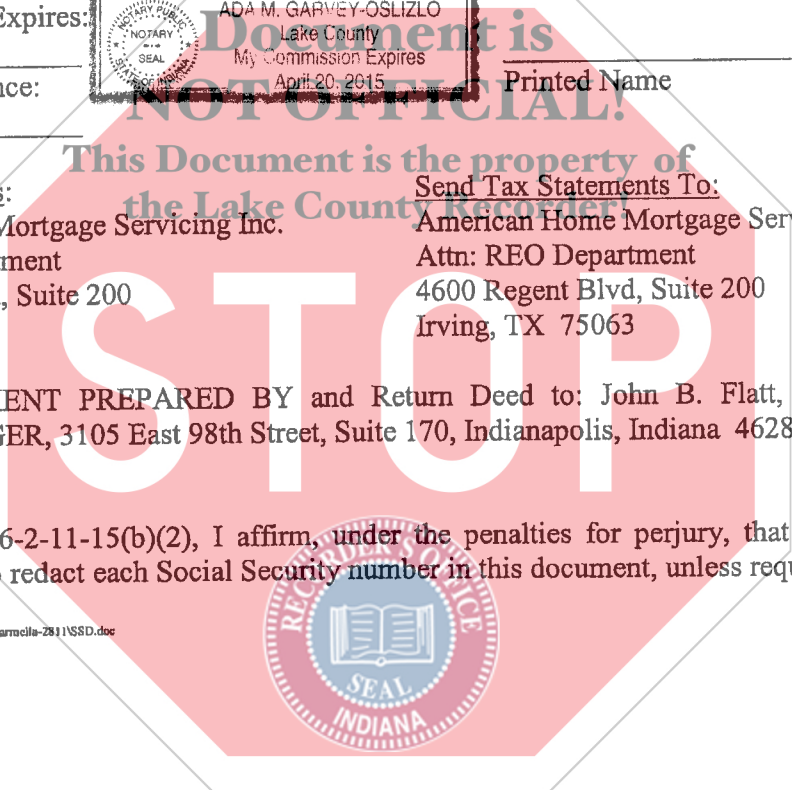 Expires:
ADA M. GARVEY-OSLIZLO
Lake County
My Commission Expires
April 20, 2015
NOTARY PUBLIC
NOTARY
SEAL
STATE OF INDIANA
Document is
NOT OFFICIAL!
This Document is the property of
the Lake County Recorder!
nce:
Printed Name
s:
Send Tax Statements To:
Mortgage Servicing Inc.
American Home Mortgage Serv
ment
Attn: REO Department
, Suite 200
4600 Regent Blvd, Suite 200
Irving, TX 75063
STOP
ENT PREPARED BY and Return Deed to: John B. Flatt,
GER, 3105 East 98th Street, Suite 170, Indianapolis, Indiana 4628
6-2-11-15(b)(2), I affirm, under the penalties for perjury, that
redact each Social Security number in this document, unless requ
RECORDER'S OFFICE
SEAL
INDIANA
arrocila-2811\SSD.doc